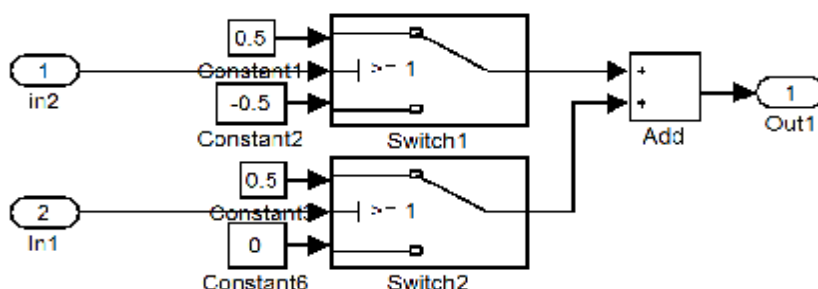 0.5
Constant1
1
in2
>= 1
-0.5
Constant2
Switch1
+
+
Add
1
Out1
0.5
Constant3
2
In1
>= 1
0
Constant6
Switch2